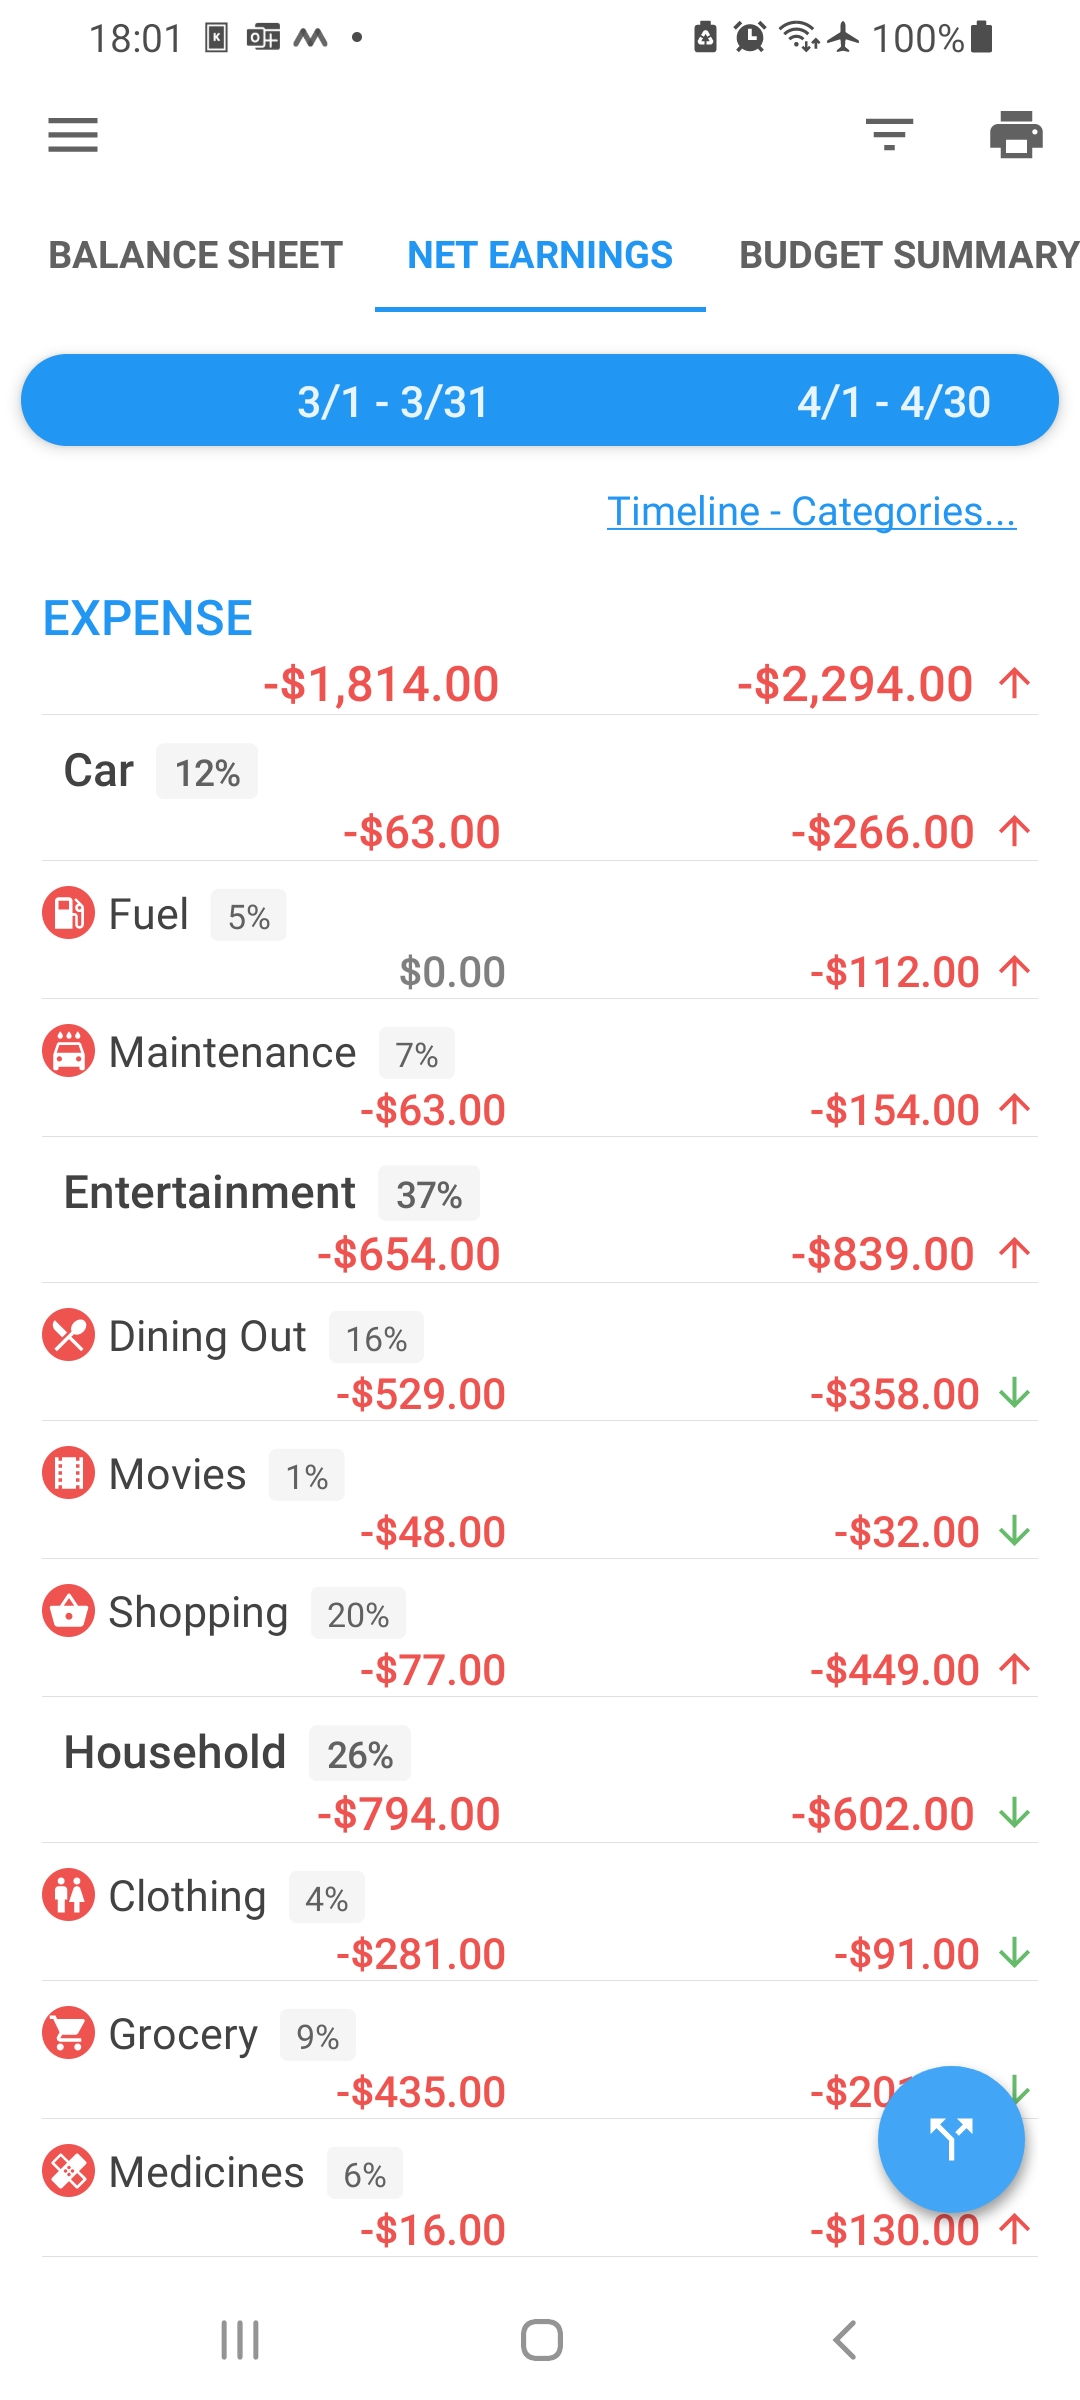 18:01 100%
BALANCE SHEET NET EARNINGS BUDGET SUMMARY
3/1 - 3/31 4/1 - 4/30
Timeline - Categories...
EXPENSE
-$1,814.00 -$2,294.00
Car 12%
-$63.00 -$266.00
Fuel 5%
$0.00 -$112.00
Maintenance 7%
-$63.00 -$154.00
Entertainment 37%
-$654.00 -$839.00
Dining Out 16%
-$529.00 -$358.00
Movies 1%
-$48.00 -$32.00
Shopping 20%
-$77.00 -$449.00
Household 26%
-$794.00 -$602.00
Clothing 4%
-$281.00 -$91.00
Grocery 9%
-$435.00
Medicines 6%
-$16.00 -$130.00